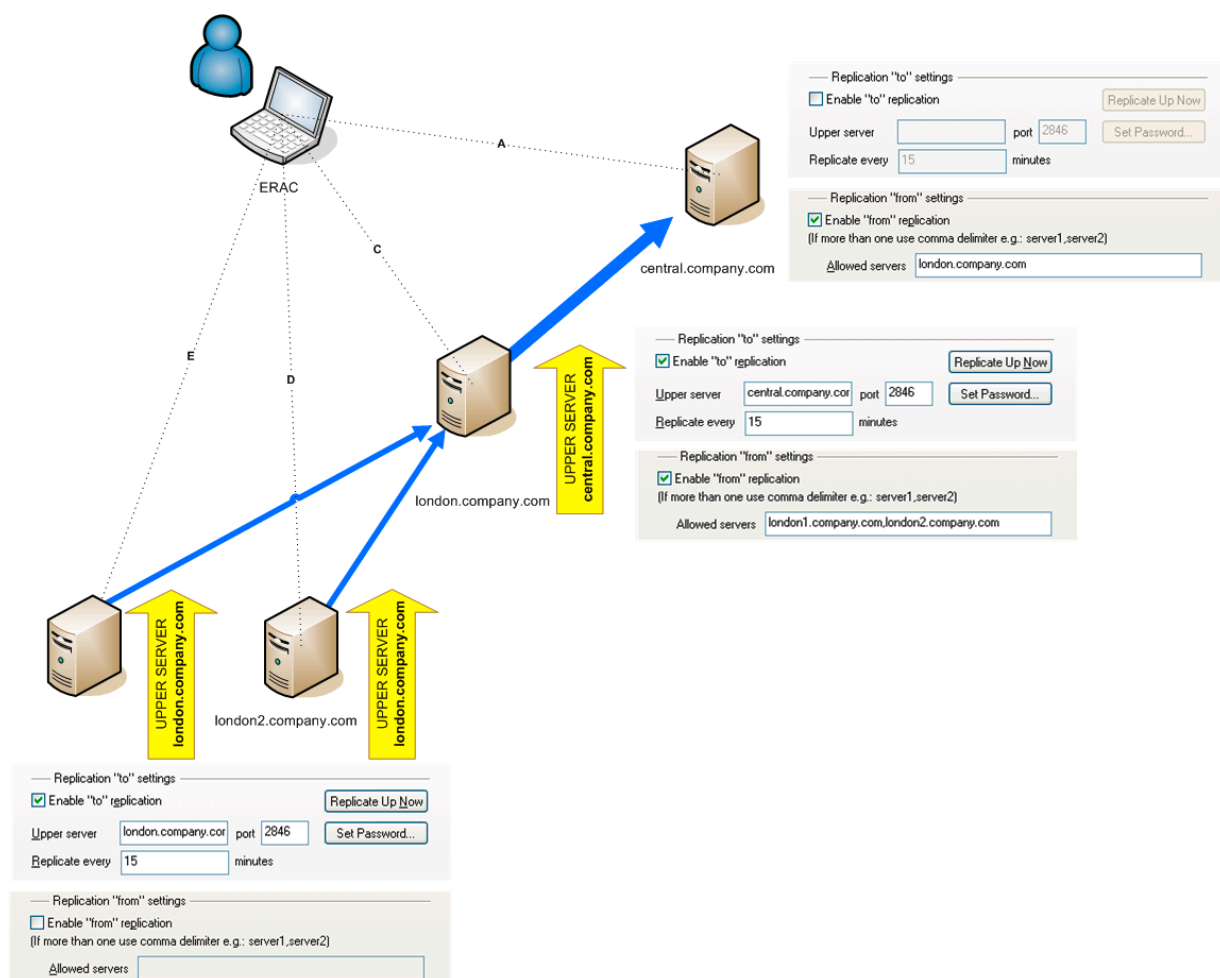 Replication "to" settings
Enable "to" replication
Replicate Up Now
Upper server
port 2846
Set Password...
Replicate every 15 minutes
Replication "from" settings
Enable "from" replication
(If more than one use comma delimiter e.g.: server1,server2)
Allowed servers london.company.com
A
ERAC
C
central.company.com
E
D
Replication "to" settings
Enable "to" replication
Replicate Up Now
Upper server central.company.cor port 2846
Set Password...
Replicate every 15 minutes
Replication "from" settings
Enable "from" replication
(If more than one use comma delimiter e.g.: server1,server2)
Allowed servers london1.company.com,london2.company.com
UPPER SERVER
central.company.com
london.company.com
UPPER SERVER
london.company.com
UPPER SERVER
london.company.com
london2.company.com
Replication "to" settings
Enable "to" replication
Replicate Up Now
Upper server london.company.cor port 2846
Set Password...
Replicate every 15 minutes
Replication "from" settings
Enable "from" replication
(If more than one use comma delimiter e.g.: server1,server2)
Allowed servers